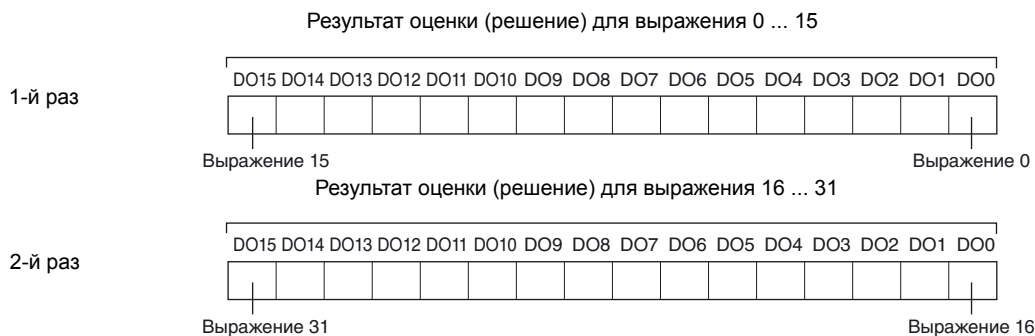 Результат оценки (решение) для выражения 0 ... 15
DO15 DO14 DO13 DO12 DO11 DO10 DO9 DO8 DO7 DO6 DO5 DO4 DO3 DO2 DO1 DO0
1-й раз
Выражение 15 Выражение 0
Результат оценки (решение) для выражения 16 ... 31
DO15 DO14 DO13 DO12 DO11 DO10 DO9 DO8 DO7 DO6 DO5 DO4 DO3 DO2 DO1 DO0
2-й раз
Выражение 31 Выражение 16